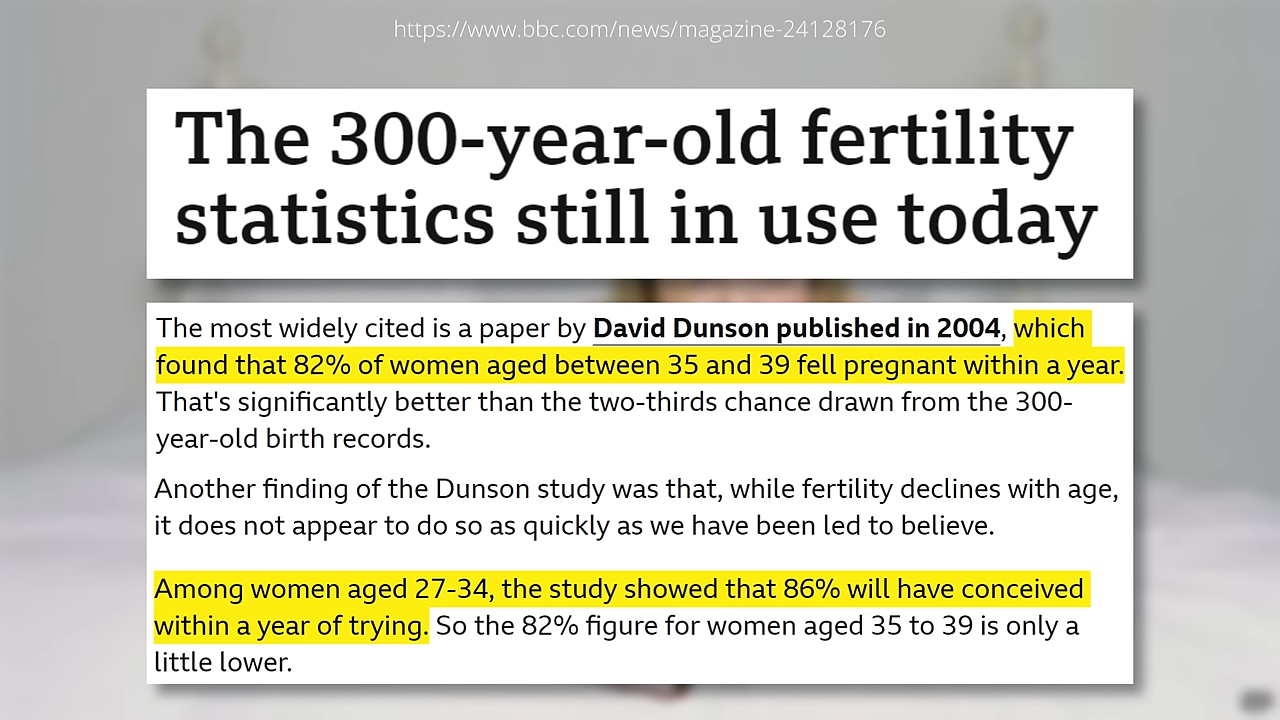 https://www.bbc.com/news/magazine-24128176
The 300-year-old fertility
statistics still in use today
The most widely cited is a paper by David Dunson published in 2004, which
found that 82% of women aged between 35 and 39 fell pregnant within a year.
That's significantly better than the two-thirds chance drawn from the 300-
year-old birth records.
Another finding of the Dunson study was that, while fertility declines with age,
it does not appear to do so as quickly as we have been led to believe.
Among women aged 27-34, the study showed that 86% will have conceived
within a year of trying. So the 82% figure for women aged 35 to 39 is only a
little lower.